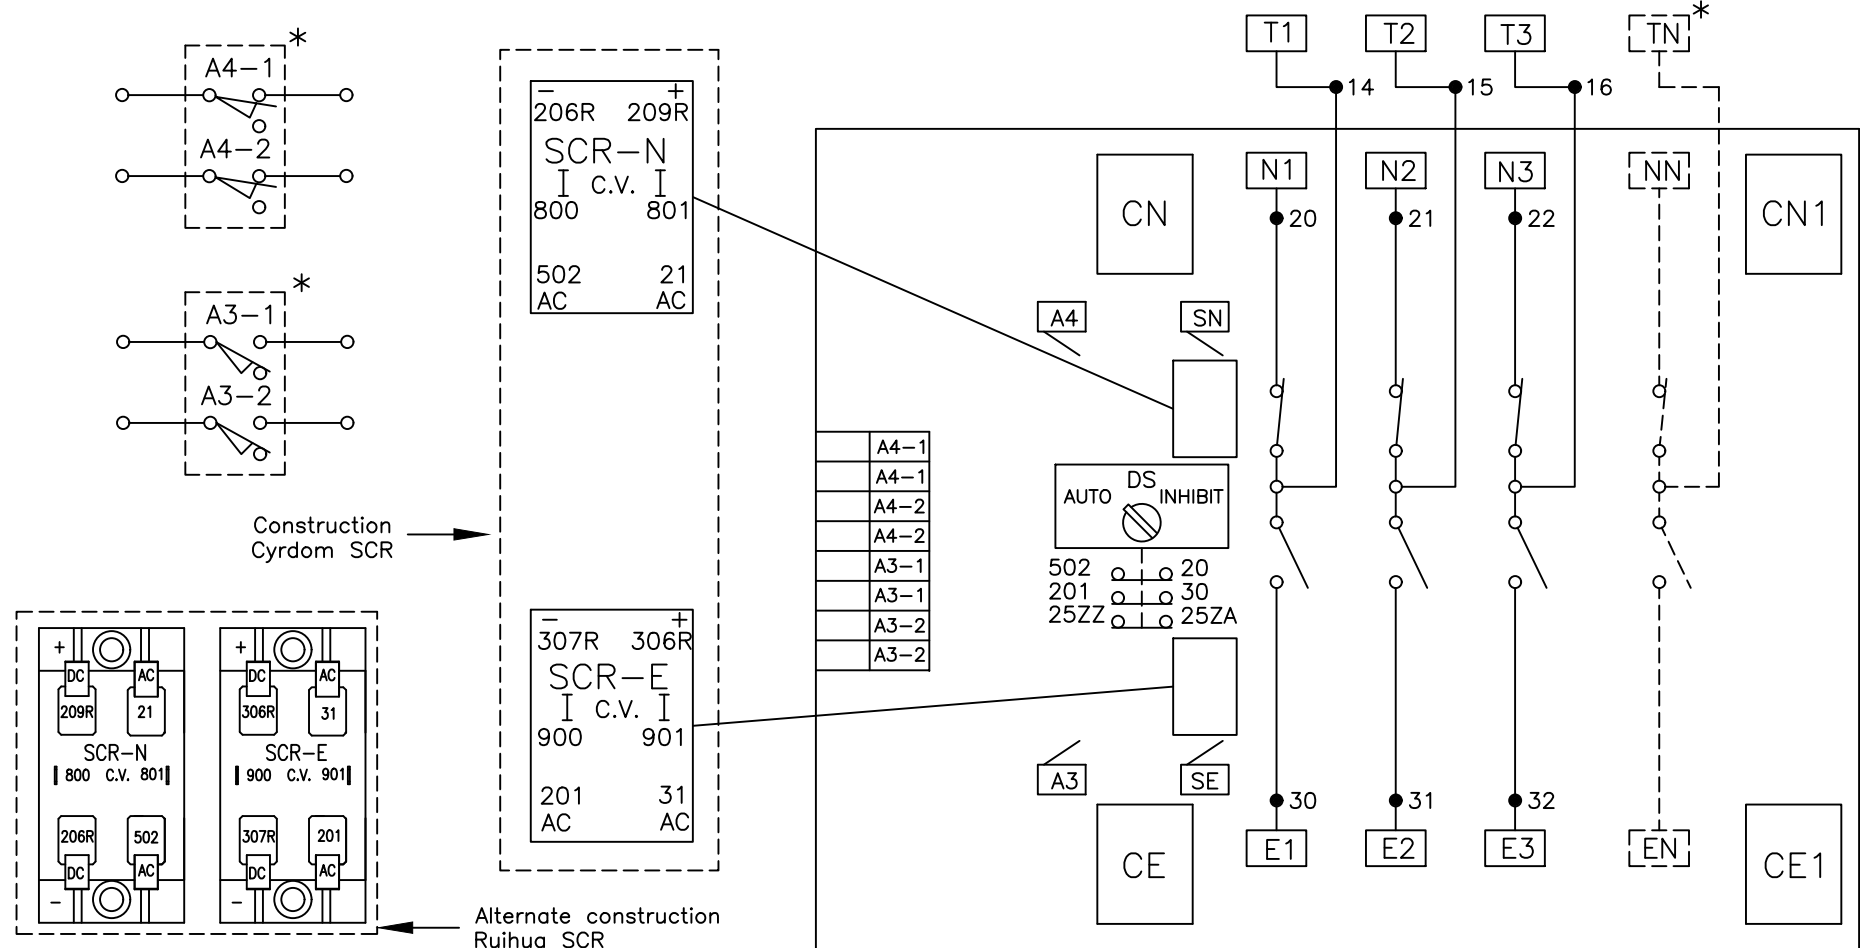 *
A4-1
A4-2
*
A3-1
A3-2
Construction
Cyrdom SCR
- +
206R 209R
SCR-N
C.V.
800 801
502 21
AC AC
- +
307R 306R
SCR-E
C.V.
900 901
201 31
AC AC
+
DC AC
209R 21
SCR-N
800 C.V. 801
206R 502
DC AC
-
+
DC AC
306R 31
SCR-E
900 C.V. 901
307R 201
DC AC
-
Alternate construction
Ruihua SCR
T1 T2 T3 TN *
14 15 16
CN N1 N2 N3 NN CN1
20 21 22
A4 SN
A4-1
A4-1
A4-2
A4-2
A3-1
A3-1
A3-2
A3-2
DS
AUTO INHIBIT
502 20
201 30
25ZZ 25ZA
A3 SE
30 31 32
CE E1 E2 E3 EN CE1